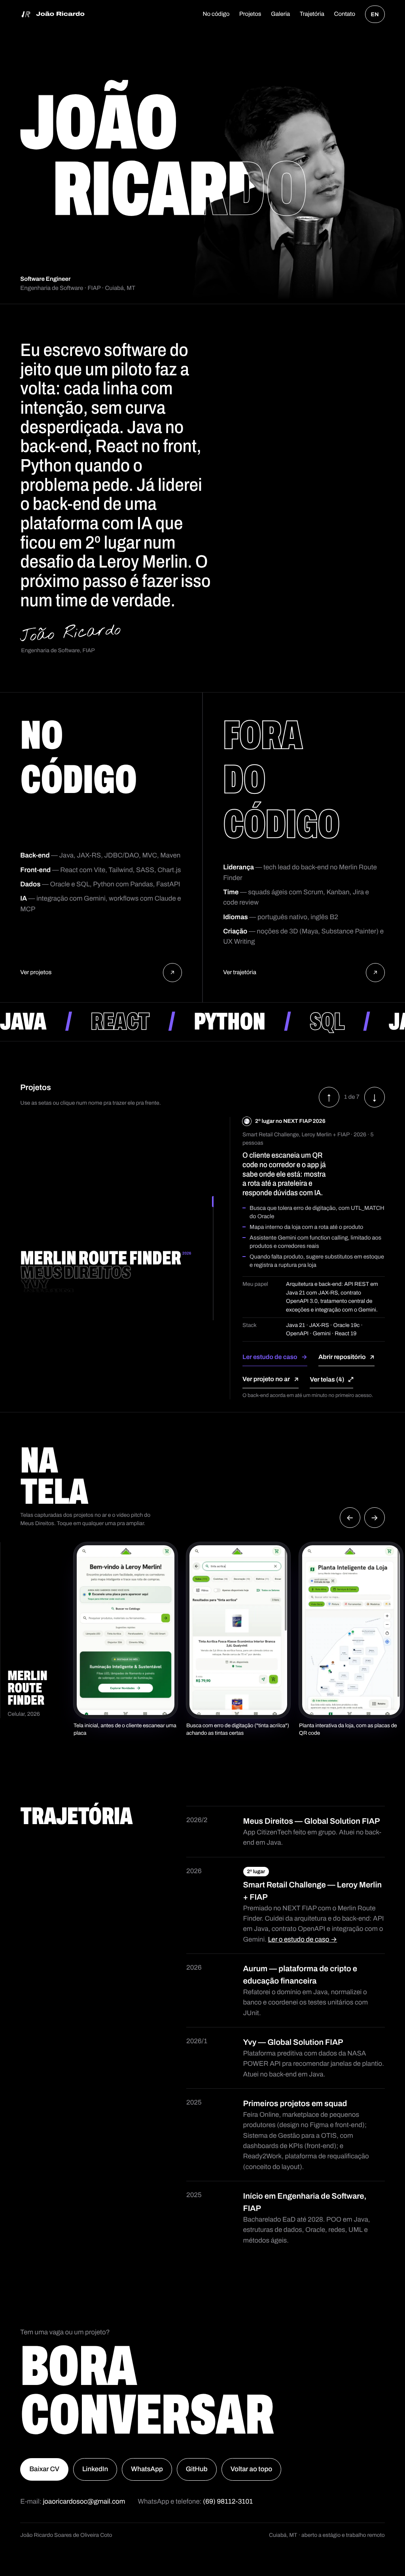 João Ricardo
No código Projetos Galeria Trajetória Contato EN
JOÃO
RICARDO
Software Engineer
Engenharia de Software · FIAP · Cuiabá, MT
Eu escrevo software do
jeito que um piloto faz a
volta: cada linha com
intenção, sem curva
desperdiçada. Java no
back-end, React no front,
Python quando o
problema pede. Já liderei
o back-end de uma
plataforma com IA que
ficou em 2º lugar num
desafio da Leroy Merlin. O
próximo passo é fazer isso
num time de verdade.
João Ricardo
Engenharia de Software, FIAP
NO
CÓDIGO
Back-end — Java, JAX-RS, JDBC/DAO, MVC, Maven
Front-end — React com Vite, Tailwind, SASS, Chart.js
Dados — Oracle e SQL, Python com Pandas, FastAPI
IA — integração com Gemini, workflows com Claude e
MCP
Ver projetos
FORA
DO
CÓDIGO
Liderança — tech lead do back-end no Merlin Route
Finder
Time — squads ágeis com Scrum, Kanban, Jira e
code review
Idiomas — português nativo, inglês B2
Criação — noções de 3D (Maya, Substance Painter) e
UX Writing
Ver trajetória
JAVA / REACT / PYTHON / SQL / JA
Projetos
Use as setas ou clique num nome pra trazer ele pra frente.
↑ 1 de 7 ↓
MERLIN ROUTE FINDER 2026
MEUS DIREITOS
YVY
2º lugar no NEXT FIAP 2026
Smart Retail Challenge, Leroy Merlin + FIAP · 2026 · 5
pessoas
O cliente escaneia um QR
code no corredor e o app já
sabe onde ele está: mostra
a rota até a prateleira e
responde dúvidas com IA.
Busca que tolera erro de digitação, com UTL_MATCH
do Oracle
Mapa interno da loja com a rota até o produto
Assistente Gemini com function calling, limitado aos
produtos e corredores reais
Quando falta produto, sugere substitutos em estoque
e registra a ruptura pra loja
Meu papel
Arquitetura e back-end: API REST em
Java 21 com JAX-RS, contrato
OpenAPI 3.0, tratamento central de
exceções e integração com o Gemini.
Stack
Java 21 · JAX-RS · Oracle 19c ·
OpenAPI · Gemini · React 19
Ler estudo de caso → Abrir repositório ↗
Ver projeto no ar ↗ Ver telas (4)
O back-end acorda em até um minuto no primeiro acesso.
NA
TELA
Telas capturadas dos projetos no ar e o vídeo pitch do
Meus Direitos. Toque em qualquer uma pra ampliar.
← →
MERLIN
ROUTE
FINDER
Celular, 2026
Bem-vindo à Leroy Merlin!
Iluminação Inteligente & Sustentável
Resultados para "tinta acrilca"
R$ 79,90
Planta Inteligente da Loja
Tela inicial, antes de o cliente escanear uma
placa
Busca com erro de digitação ("tinta acrilca")
achando as tintas certas
Planta interativa da loja, com as placas de
QR code
TRAJETÓRIA
2026/2
Meus Direitos — Global Solution FIAP
App CitizenTech feito em grupo. Atuei no back-
end em Java.
2026
2º lugar
Smart Retail Challenge — Leroy Merlin
+ FIAP
Premiado no NEXT FIAP com o Merlin Route
Finder. Cuidei da arquitetura e do back-end: API
em Java, contrato OpenAPI e integração com o
Gemini. Ler o estudo de caso →
2026
Aurum — plataforma de cripto e
educação financeira
Refatorei o domínio em Java, normalizei o
banco e coordenei os testes unitários com
JUnit.
2026/1
Yvy — Global Solution FIAP
Plataforma preditiva com dados da NASA
POWER API pra recomendar janelas de plantio.
Atuei no back-end em Java.
2025
Primeiros projetos em squad
Feira Online, marketplace de pequenos
produtores (design no Figma e front-end);
Sistema de Gestão para a OTIS, com
dashboards de KPIs (front-end); e
Ready2Work, plataforma de requalificação
(conceito do layout).
2025
Início em Engenharia de Software,
FIAP
Bacharelado EaD até 2028. POO em Java,
estruturas de dados, Oracle, redes, UML e
métodos ágeis.
Tem uma vaga ou um projeto?
BORA
CONVERSAR
Baixar CV LinkedIn WhatsApp GitHub Voltar ao topo
E-mail: joaoricardosoc@gmail.com WhatsApp e telefone: (69) 98112-3101
João Ricardo Soares de Oliveira Coto
Cuiabá, MT · aberto a estágio e trabalho remoto